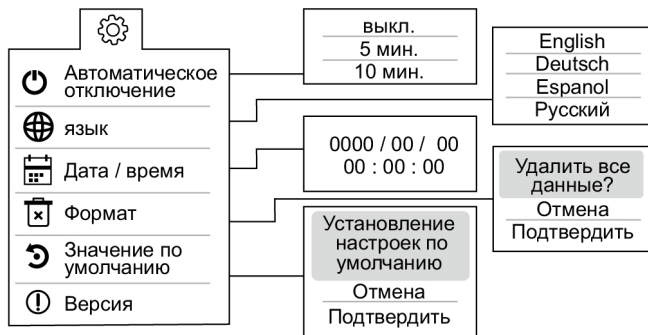 Автоматическое
отключение
язык
Дата / время
Формат
Значение по
умолчанию
Версия
выкл.
5 мин.
10 мин.
English
Deutsch
Espanol
Русский
0000 / 00 / 00
00 : 00 : 00
Удалить все
данные?
Отмена
Подтвердить
Установление
настроек по
умолчанию
Отмена
Подтвердить